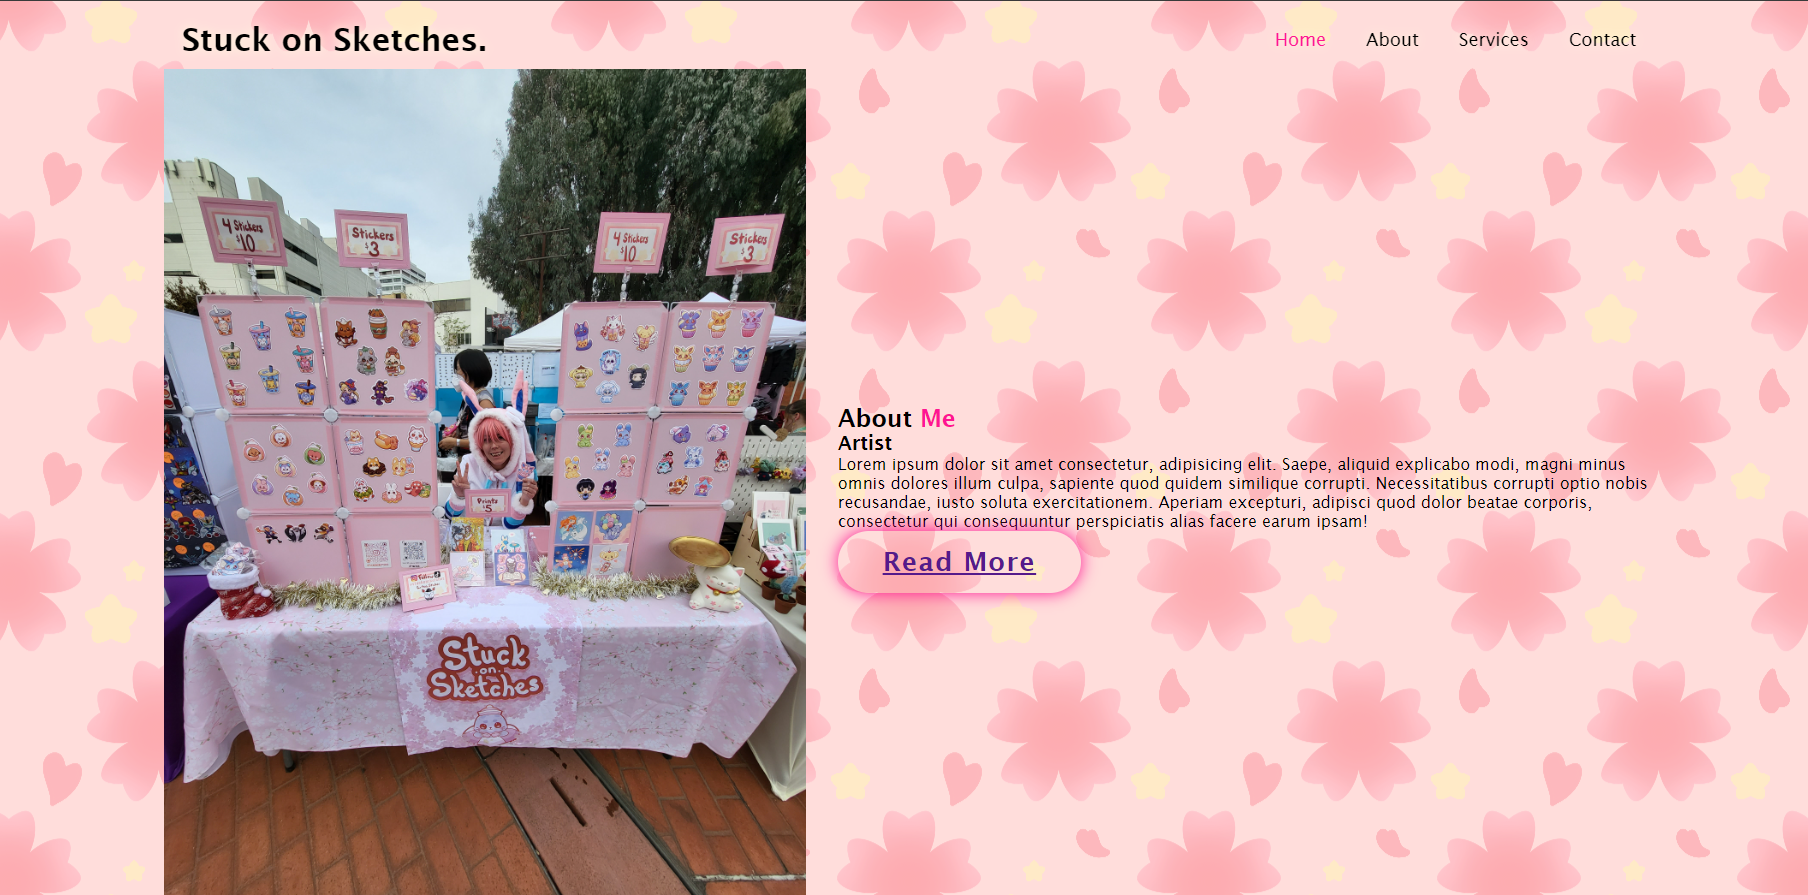 Stuck on Sketches.
Home About Services Contact
4 Stickers
$10
Stickers
$3
4 Stickers
$10
Stickers
$3
Prints
$5
Stuck
on
Sketches
About Me
Artist
Lorem ipsum dolor sit amet consectetur, adipisicing elit. Saepe, aliquid explicabo modi, magni minus
omnis dolores illum culpa, sapiente quod quidem similique corrupti. Necessitatibus corrupti optio nobis
recusandae, iusto soluta exercitationem. Aperiam excepturi, adipisci quod dolor beatae corporis,
consectetur qui consequuntur perspiciatis alias facere earum ipsam!
Read More